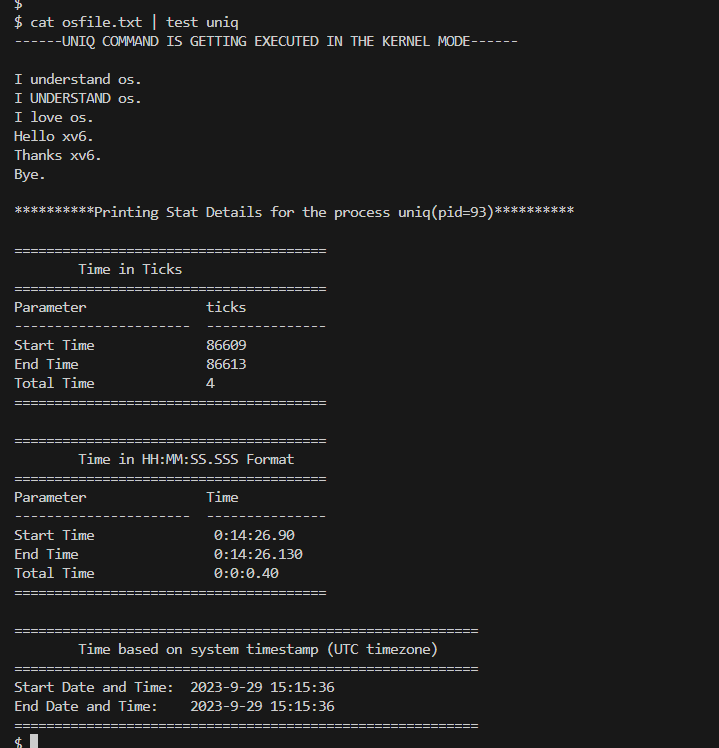 $
$ cat osfile.txt | test uniq
------UNIQ COMMAND IS GETTING EXECUTED IN THE KERNEL MODE------
I understand os.
I UNDERSTAND os.
I love os.
Hello xv6.
Thanks xv6.
Bye.
**********Printing Stat Details for the process uniq(pid=93)**********
=======================================
Time in Ticks
=======================================
Parameter ticks
---------------------- ---------------
Start Time 86609
End Time 86613
Total Time 4
=======================================
=======================================
Time in HH:MM:SS.SSS Format
=======================================
Parameter Time
---------------------- ---------------
Start Time 0:14:26.90
End Time 0:14:26.130
Total Time 0:0:0.40
=======================================
==========================================================
Time based on system timestamp (UTC timezone)
==========================================================
Start Date and Time: 2023-9-29 15:15:36
End Date and Time: 2023-9-29 15:15:36
==========================================================
$